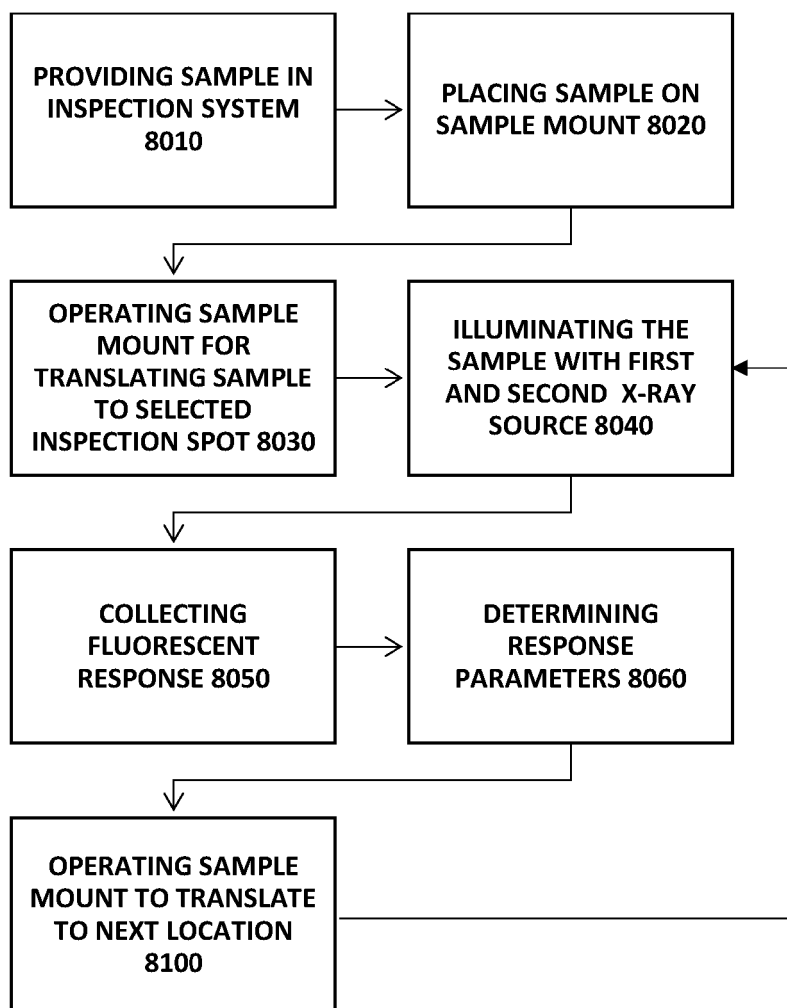 PROVIDING SAMPLE IN
INSPECTION SYSTEM
8010
PLACING SAMPLE ON
SAMPLE MOUNT 8020
OPERATING SAMPLE
MOUNT FOR
TRANSLATING SAMPLE
TO SELECTED
INSPECTION SPOT 8030
ILLUMINATING THE
SAMPLE WITH FIRST
AND SECOND X-RAY
SOURCE 8040
COLLECTING
FLUORESCENT
RESPONSE 8050
DETERMINING
RESPONSE
PARAMETERS 8060
OPERATING SAMPLE
MOUNT TO TRANSLATE
TO NEXT LOCATION
8100